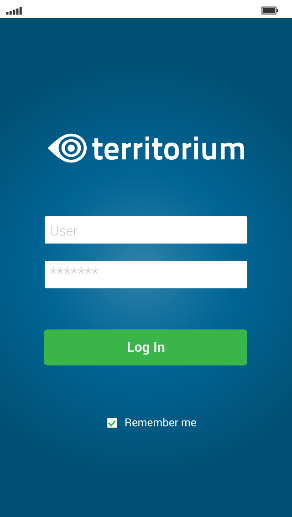 territorium
User
*******
Log In
Remember me